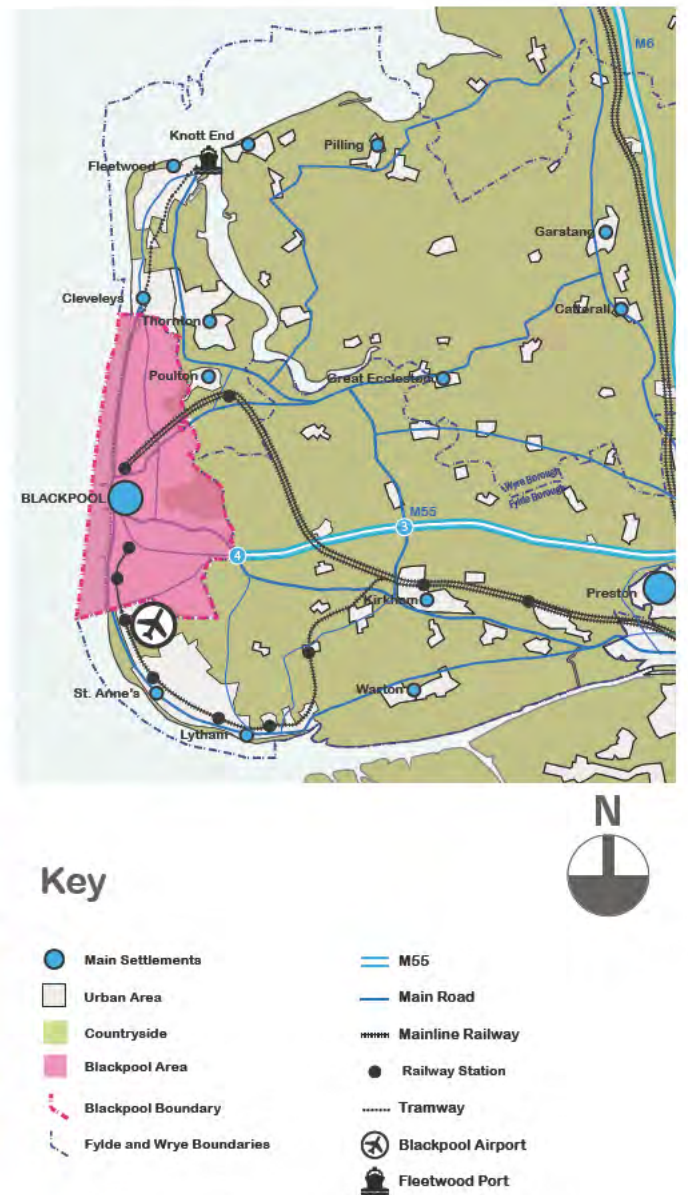 M6
Knott End
Pilling
Fleetwood
Garstang
Cleveleys
Thornton
Catterall
Poulton
Great Eccleston
BLACKPOOL
Wyre Borough
Fylde Borough
M55
3
4
Preston
Kirkham
St. Anne's
Warton
Lytham
N
Key
Main Settlements
M55
Urban Area
Main Road
Countryside
Mainline Railway
Blackpool Area
Railway Station
Blackpool Boundary
Tramway
Fylde and Wrye Boundaries
Blackpool Airport
Fleetwood Port